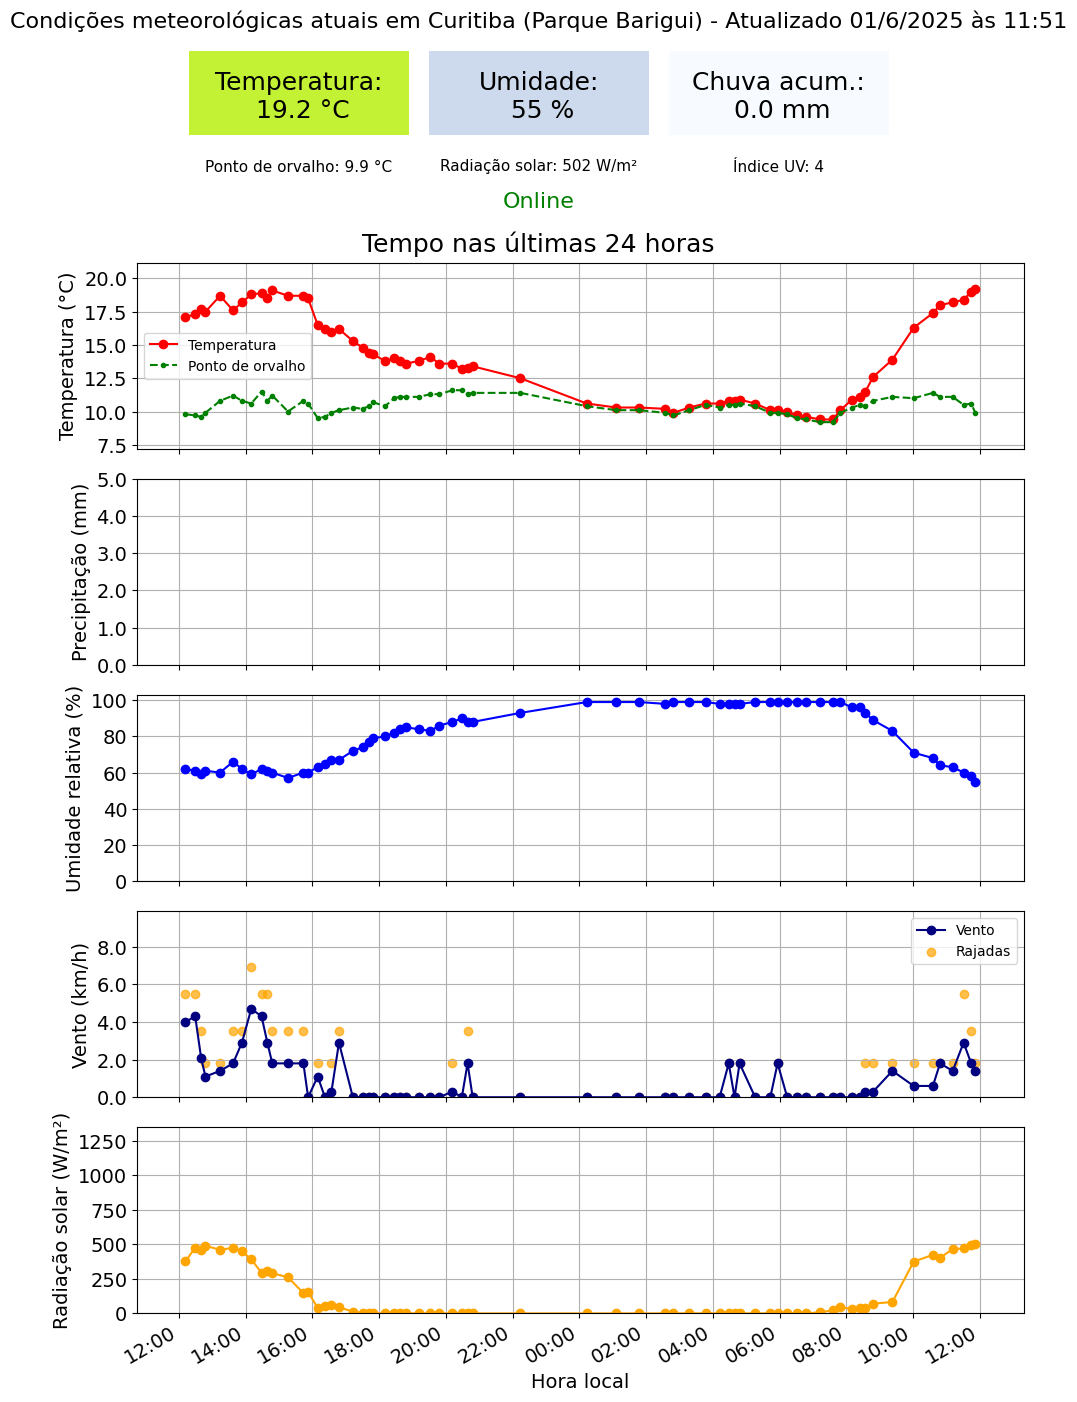 Condições meteorológicas atuais em Curitiba (Parque Barigui) - Atualizado 01/6/2025 às 11:51
Temperatura:
19.2 °C
Umidade:
55 %
Chuva acum.:
0.0 mm
Ponto de orvalho: 9.9 °C
Radiação solar: 502 W/m²
Índice UV: 4
Online
Tempo nas últimas 24 horas
Temperatura (°C)
20.0
17.5
15.0
12.5
10.0
7.5
Temperatura
Ponto de orvalho
Precipitação (mm)
5.0
4.0
3.0
2.0
1.0
0.0
Umidade relativa (%)
100
80
60
40
20
0
Vento (km/h)
8.0
6.0
4.0
2.0
0.0
Vento
Rajadas
Radiação solar (W/m²)
1250
1000
750
500
250
0
12:00
14:00
16:00
18:00
20:00
22:00
00:00
02:00
04:00
06:00
08:00
10:00
12:00
Hora local